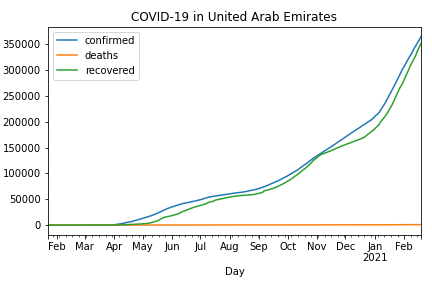 COVID-19 in United Arab Emirates
confirmed
deaths
recovered
350000
300000
250000
200000
150000
100000
50000
0
Feb Mar Apr May Jun Jul Aug Sep Oct Nov Dec Jan Feb
2021
Day